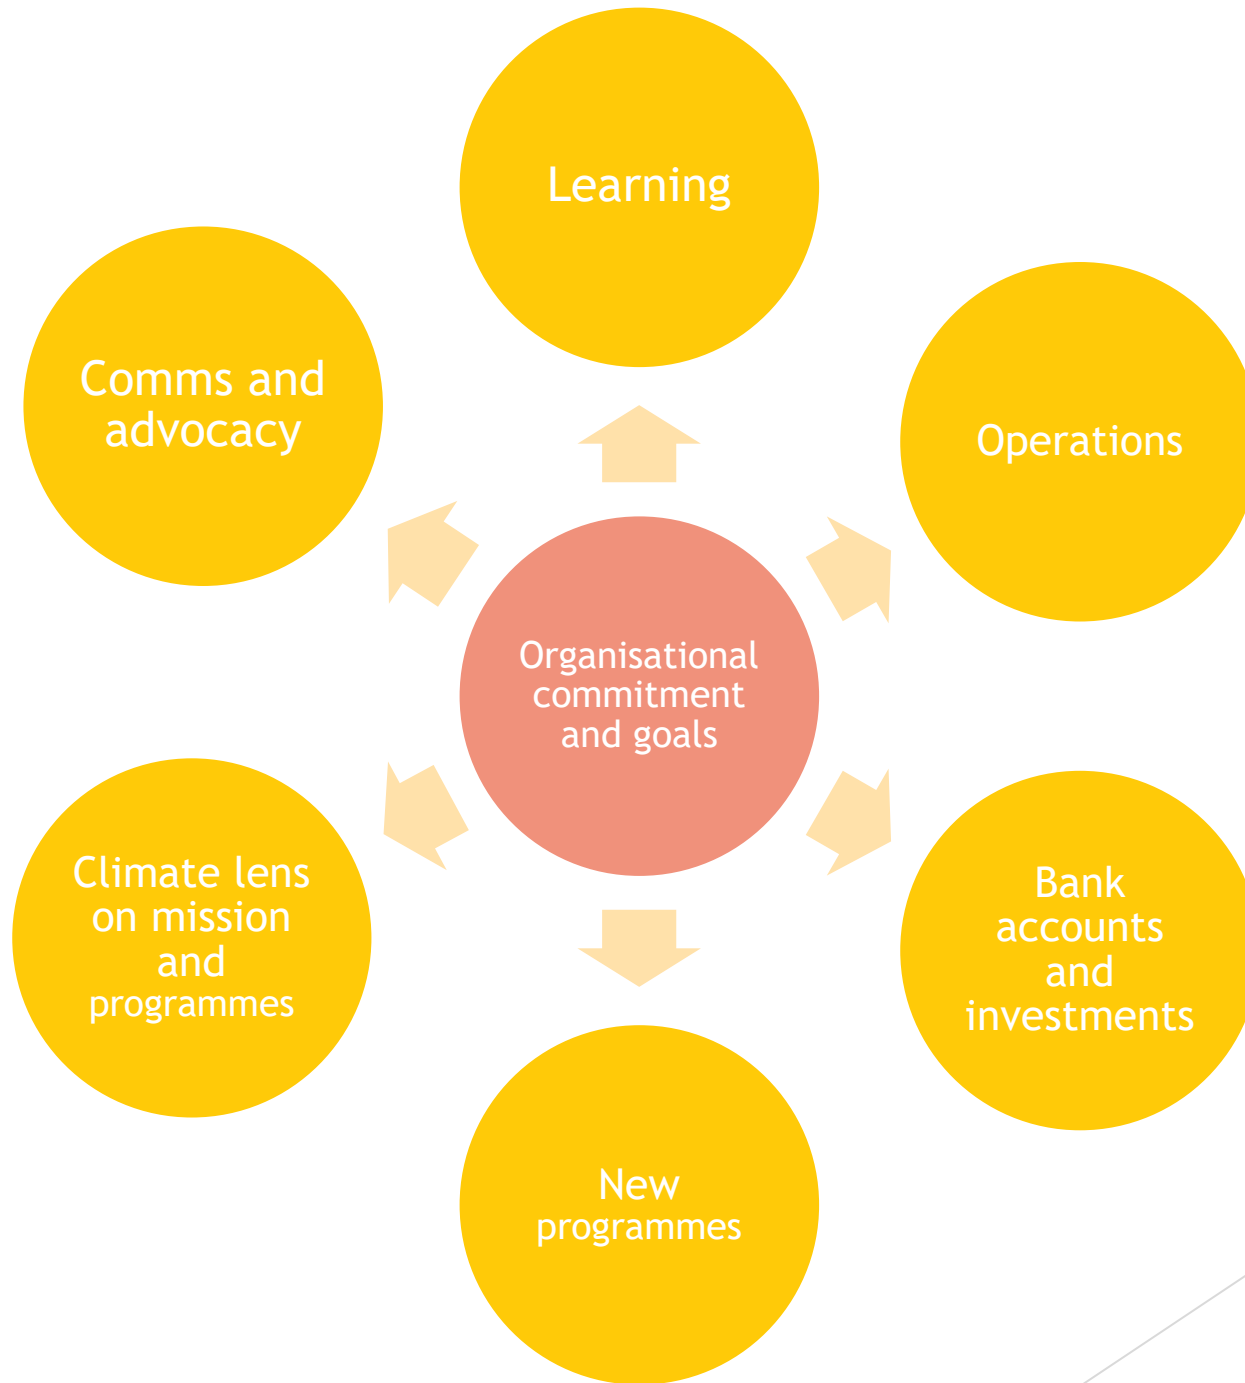 Learning
Comms and
advocacy
Operations
Organisational
commitment
and goals
Climate lens
on mission
and
programmes
Bank
accounts
and
investments
New
programmes